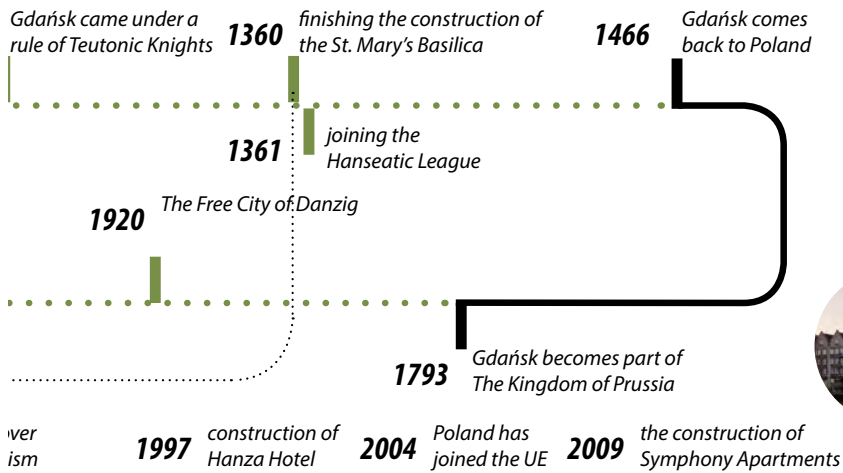 Gdańsk came under a
rule of Teutonic Knights
1360
finishing the construction of
the St. Mary's Basilica
1466
Gdańsk comes
back to Poland
1361
joining the
Hanseatic League
1920
The Free City of Danzig
1793
Gdańsk becomes part of
The Kingdom of Prussia
1997
construction of
Hanza Hotel
2004
Poland has
joined the UE
2009
the construction of
Symphony Apartments